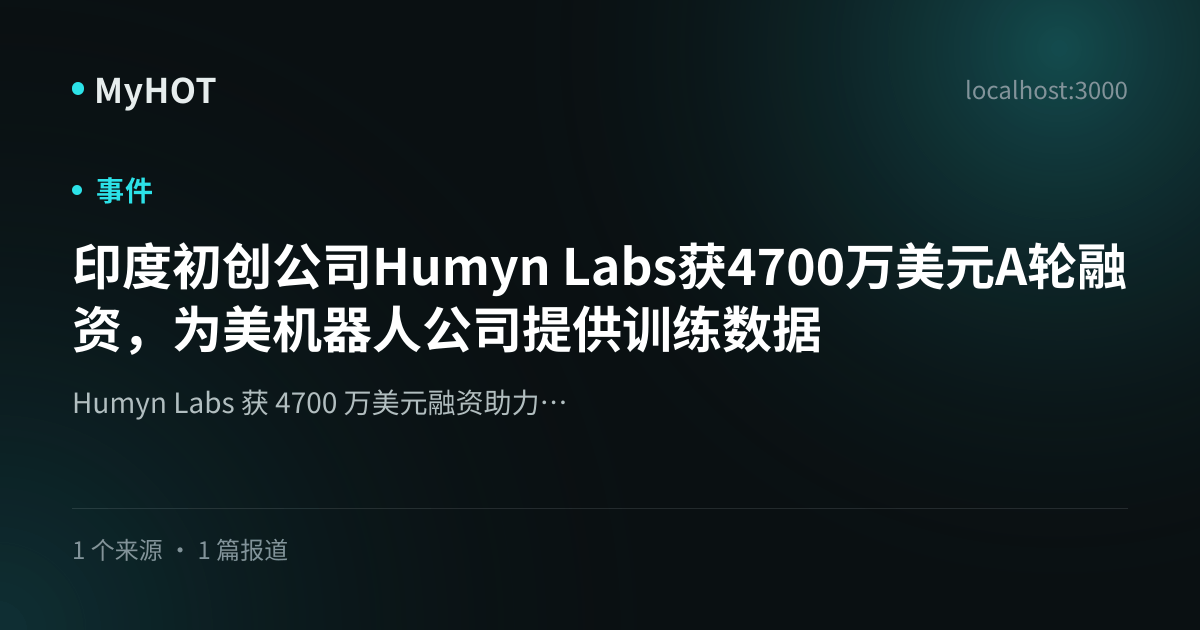 MyHOT
localhost:3000
事件
印度初创公司Humyn Labs获4700万美元A轮融
资，为美机器人公司提供训练数据
Humyn Labs 获 4700 万美元融资助力…
1 个来源 · 1 篇报道